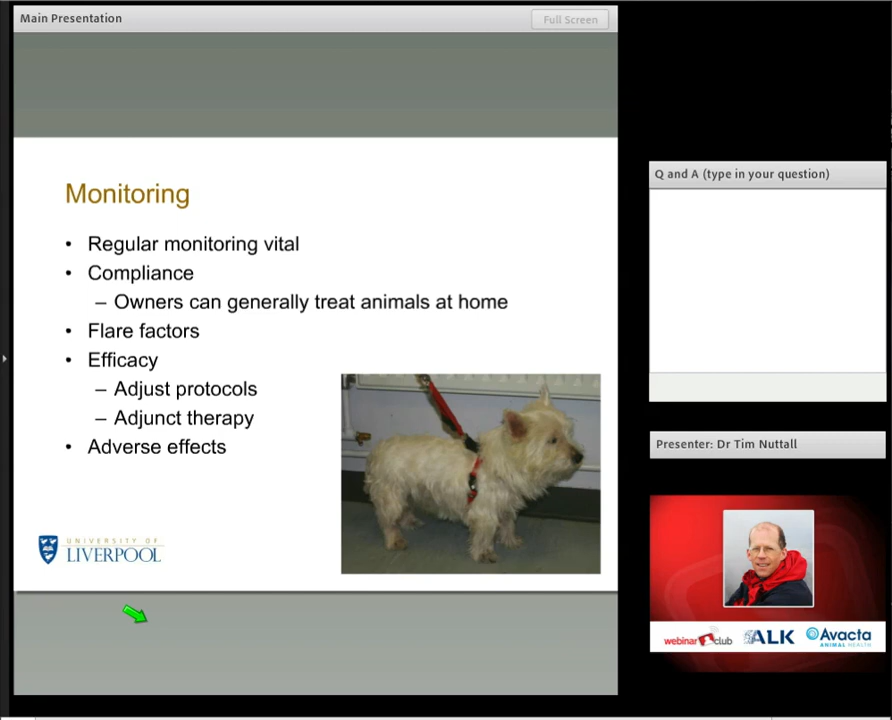 Main Presentation
Full Screen
Monitoring
• Regular monitoring vital
• Compliance
– Owners can generally treat animals at home
• Flare factors
• Efficacy
– Adjust protocols
– Adjunct therapy
• Adverse effects
UNIVERSITY OF
LIVERPOOL
Q and A (type in your question)
Presenter: Dr Tim Nuttall
webinar club
ALK
Avacta
ANIMAL HEALTH